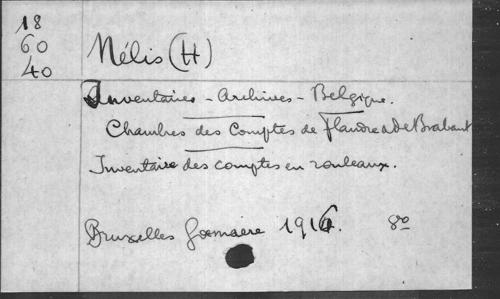 18
60
40
Nélis (H)
Inventaires - Archives - Belgique.
Chambres des Comptes de Flandre et de Brabant
Inventaire des comptes en rouleaux.
Bruxelles Goemaere 1914. 8º